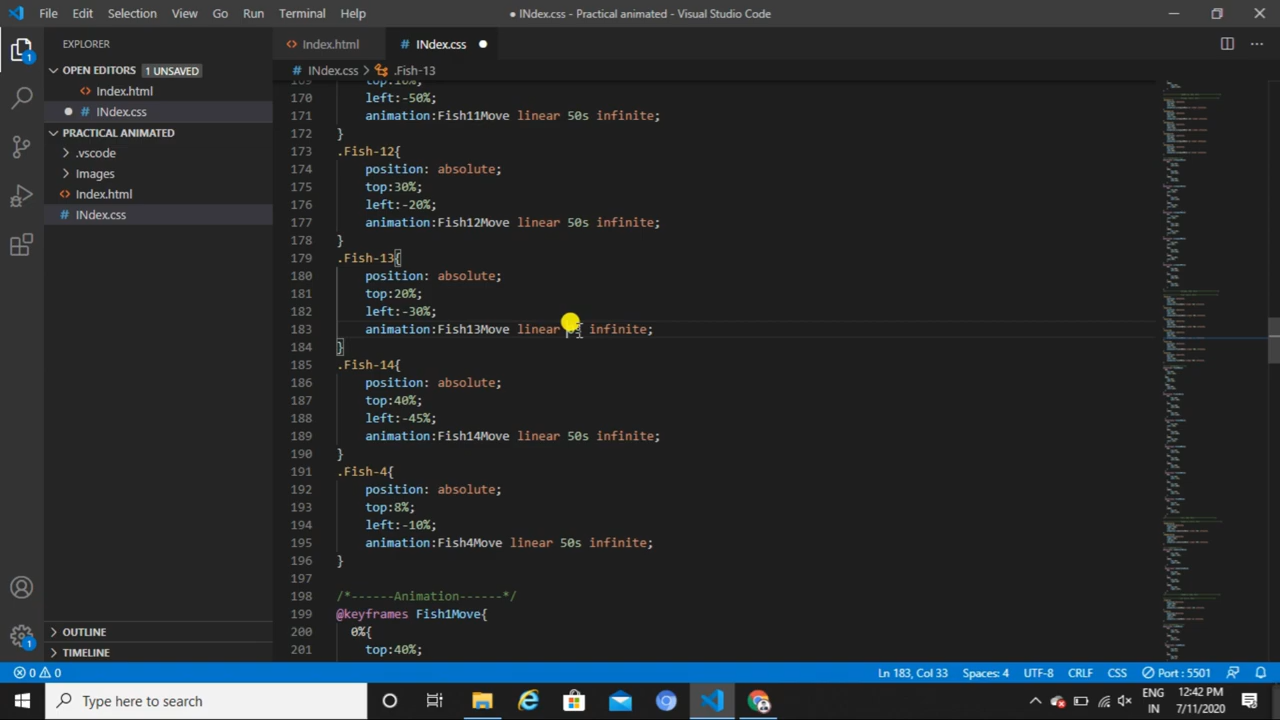 File Edit Selection View Go Run Terminal Help
● INdex.css - Practical animated - Visual Studio Code
EXPLORER
OPEN EDITORS 1 UNSAVED
Index.html
INdex.css
PRACTICAL ANIMATED
.vscode
Images
Index.html
INdex.css
OUTLINE
TIMELINE
1
1
Index.html INdex.css
INdex.css > .Fish-13
170 left:-50%;
171 animation:Fish11Move linear 50s infinite;
172 }
173 .Fish-12{
174 position: absolute;
175 top:30%;
176 left:-20%;
177 animation:Fish12Move linear 50s infinite;
178 }
179 .Fish-13{
180 position: absolute;
181 top:20%;
182 left:-30%;
183 animation:Fish13Move linear infinite;
184 }
185 .Fish-14{
186 position: absolute;
187 top:40%;
188 left:-45%;
189 animation:Fish14Move linear 50s infinite;
190 }
191 .Fish-4{
192 position: absolute;
193 top:8%;
194 left:-10%;
195 animation:Fish4Move linear 50s infinite;
196 }
197
198 /*------Animation------*/
199 @keyframes Fish1Move{
200 0%{
201 top:40%;
0 0 Ln 183, Col 33 Spaces: 4 UTF-8 CRLF CSS Port : 5501
Type here to search
ENG
IN
12:42 PM
7/11/2020